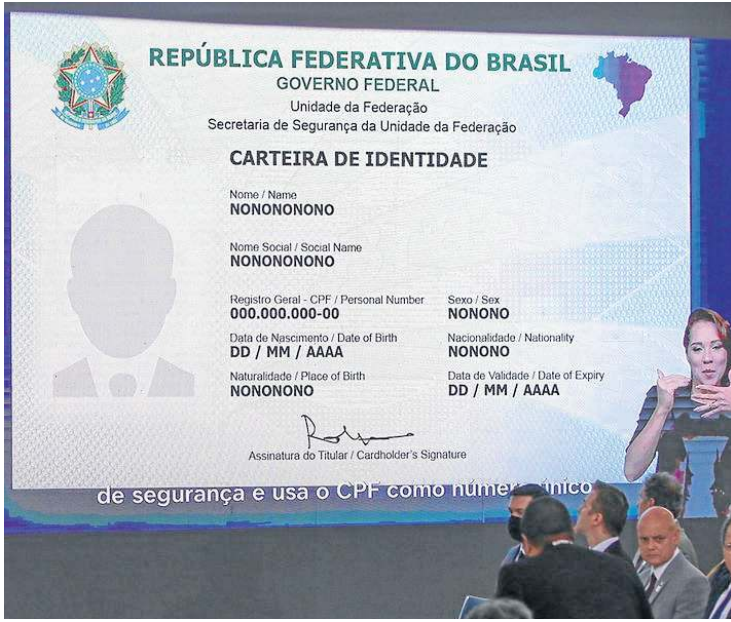 REPÚBLICA FEDERATIVA DO BRASIL
GOVERNO FEDERAL
Unidade da Federação
Secretaria de Segurança da Unidade da Federação
CARTEIRA DE IDENTIDADE
Nome / Name
NONONONONO
Nome Social / Social Name
NONONONONO
Registro Geral - CPF / Personal Number Sexo / Sex
000.000.000-00 NONONO
Data de Nascimento / Date of Birth Nacionalidade / Nationality
DD / MM / AAAA NONONO
Naturalidade / Place of Birth Data de Validade / Date of Expiry
NONONONO DD / MM / AAAA
Assinatura do Titular / Cardholder's Signature
de segurança e usa o CPF como número único